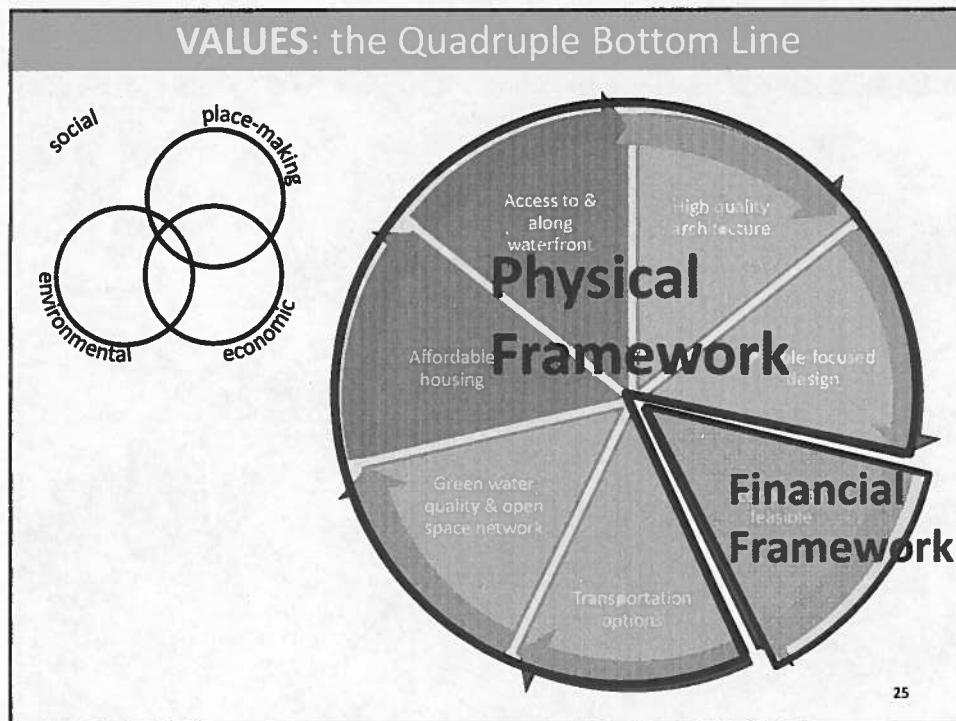 VALUES: the Quadruple Bottom Line
social
place-making
environmental
economic
Access to &
along
waterfront
High quality
architecture
Physical
Framework
Affordable
housing
focused
design
Green water
quality & open
space network
Financial
feasible
Framework
Transportation
options
25